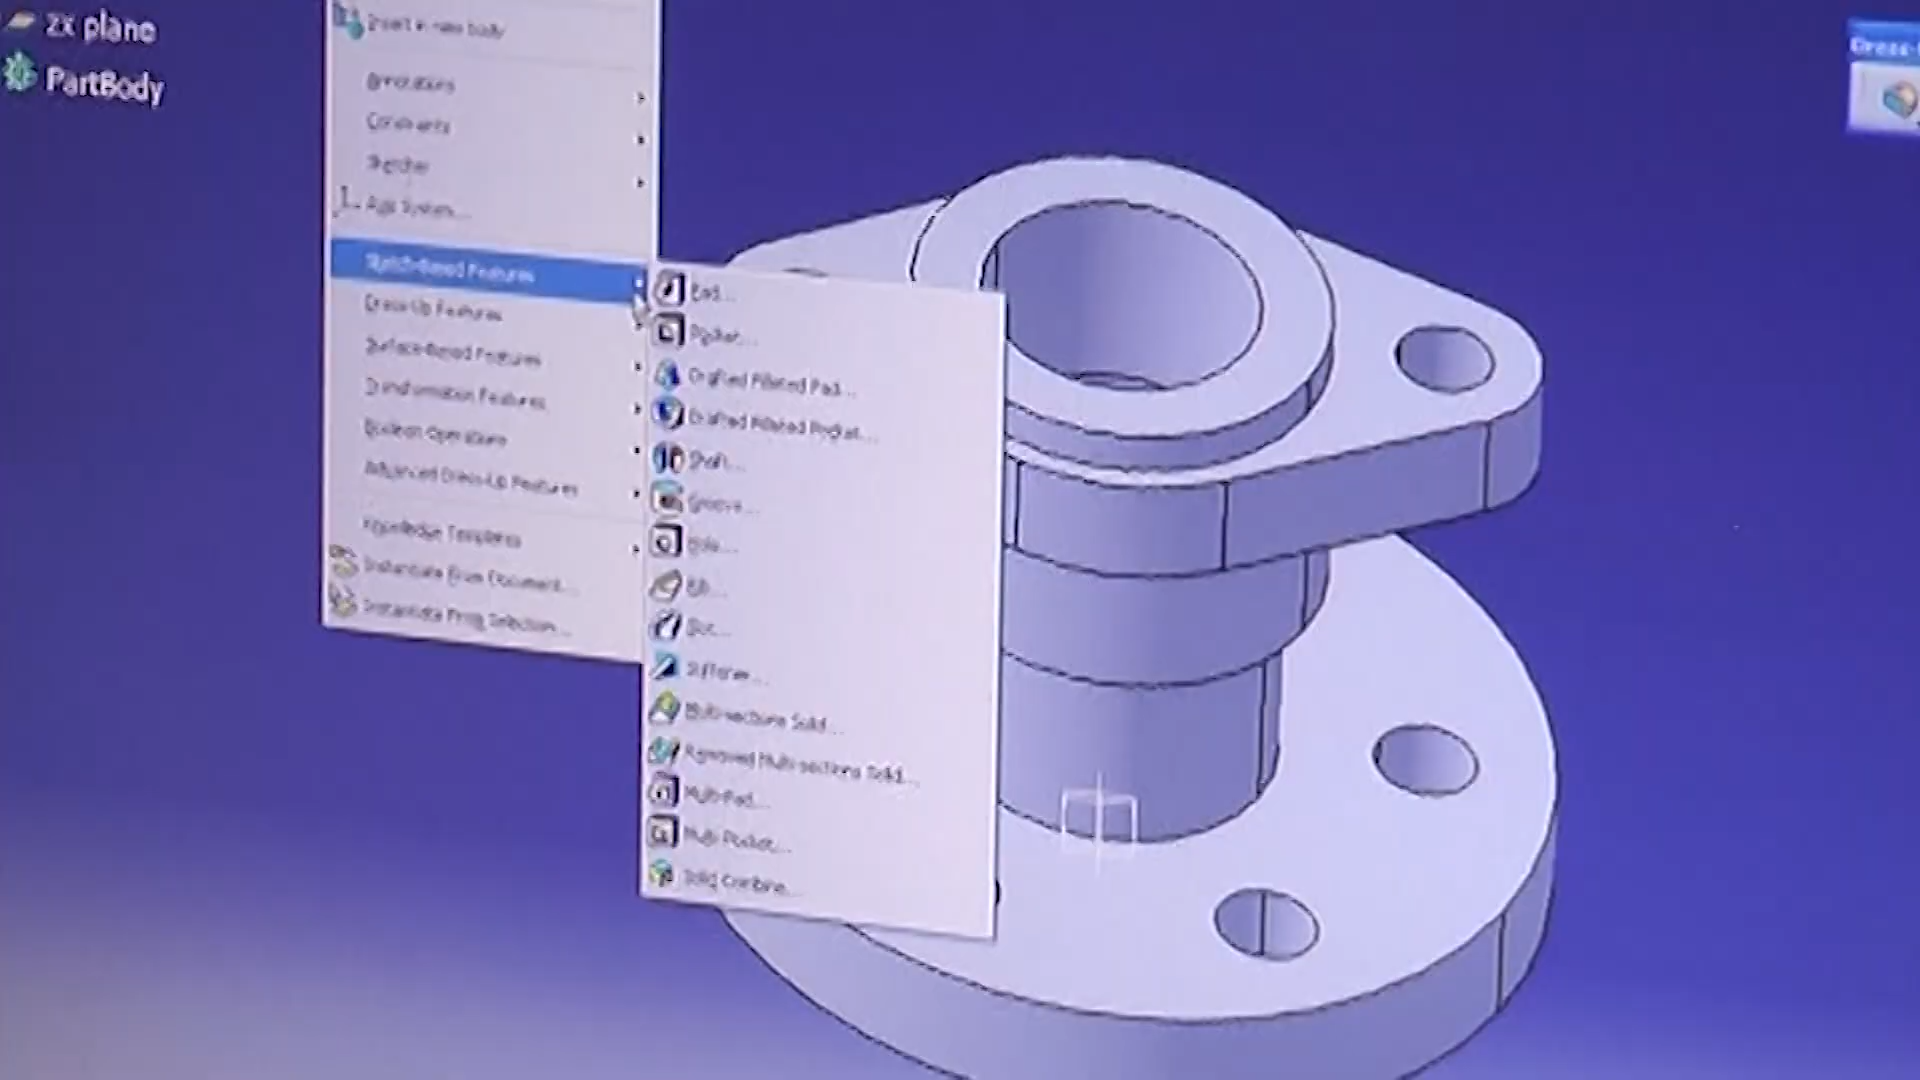 zx plane
PartBody
Insert in new body
Annotations
Constraints
Sketcher
Axis System...
Sketch-Based Features
Dress-Up Features
Surface-Based Features
Transformation Features
Boolean Operations
Advanced Dress-Up Features
Knowledge Templates
Instantiate From Document...
Instantiate From Selection...
Pad...
Pocket...
Drafted Filleted Pad...
Drafted Filleted Pocket...
Shaft...
Groove...
Hole...
Rib...
Slot...
Stiffener...
Multi-sections Solid...
Removed Multi-sections Solid...
Multi-Pad...
Multi-Pocket...
Solid Combine...